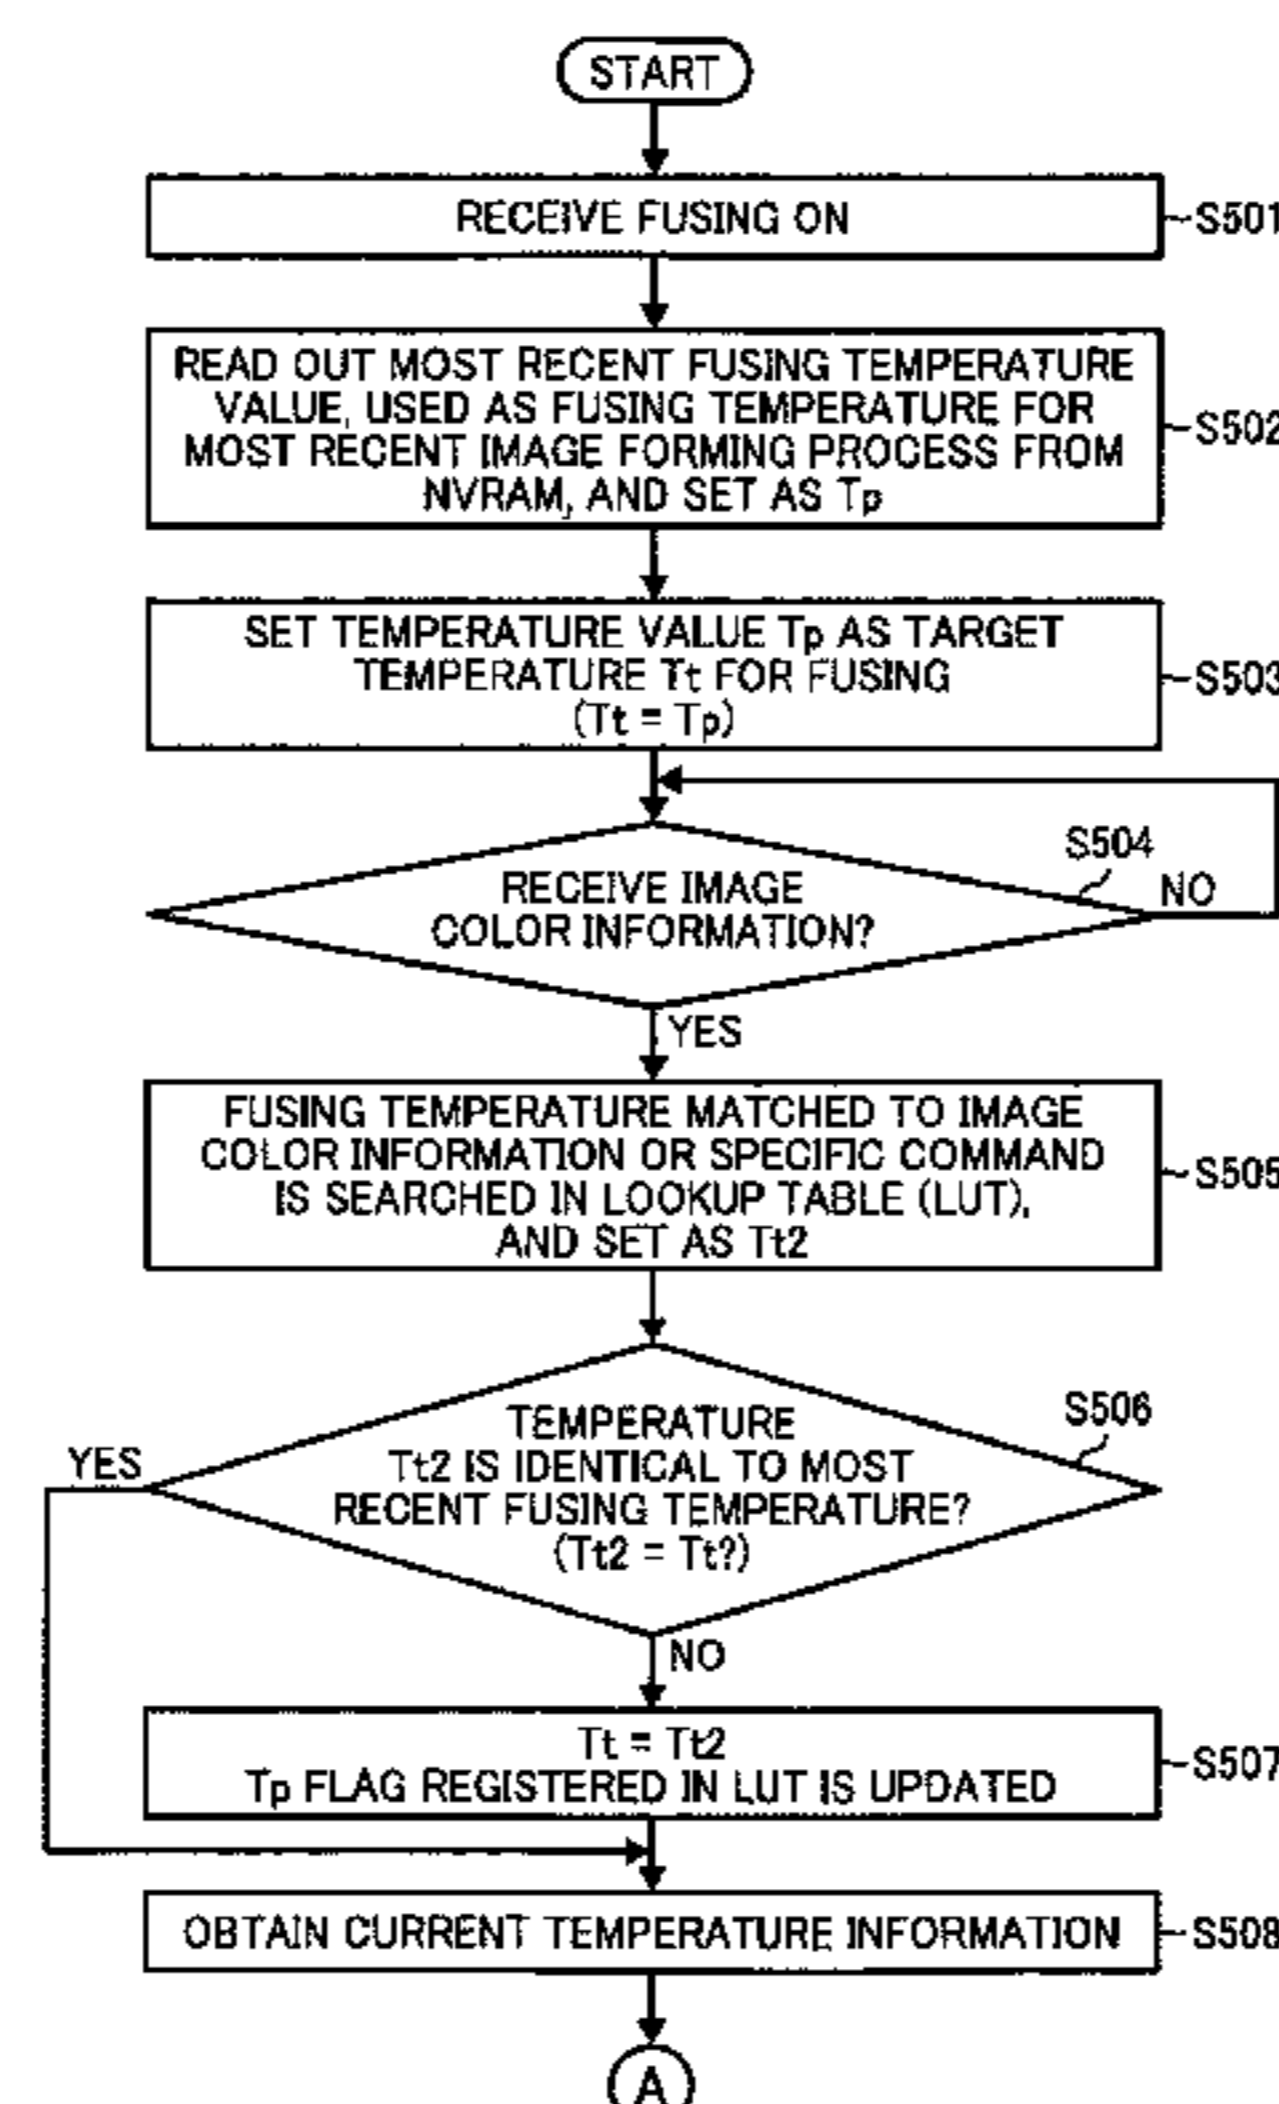 START
RECEIVE FUSING ON
S501
READ OUT MOST RECENT FUSING TEMPERATURE
VALUE, USED AS FUSING TEMPERATURE FOR
MOST RECENT IMAGE FORMING PROCESS FROM
NVRAM, AND SET AS Tp
S502
SET TEMPERATURE VALUE Tp AS TARGET
TEMPERATURE Tt FOR FUSING
(Tt = Tp)
S503
S504
RECEIVE IMAGE
COLOR INFORMATION?
NO
YES
FUSING TEMPERATURE MATCHED TO IMAGE
COLOR INFORMATION OR SPECIFIC COMMAND
IS SEARCHED IN LOOKUP TABLE (LUT),
AND SET AS Tt2
S505
S506
TEMPERATURE
Tt2 IS IDENTICAL TO MOST
RECENT FUSING TEMPERATURE?
(Tt2 = Tt?)
YES
NO
Tt = Tt2
Tp FLAG REGISTERED IN LUT IS UPDATED
S507
OBTAIN CURRENT TEMPERATURE INFORMATION
S508
A